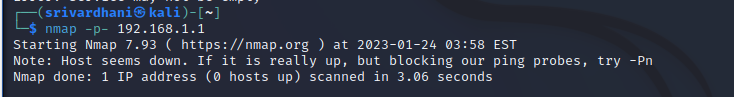 ┌──(srivardhani㉿kali)-[~]
└─$ nmap -p- 192.168.1.1
Starting Nmap 7.93 ( https://nmap.org ) at 2023-01-24 03:58 EST
Note: Host seems down. If it is really up, but blocking our ping probes, try -Pn
Nmap done: 1 IP address (0 hosts up) scanned in 3.06 seconds